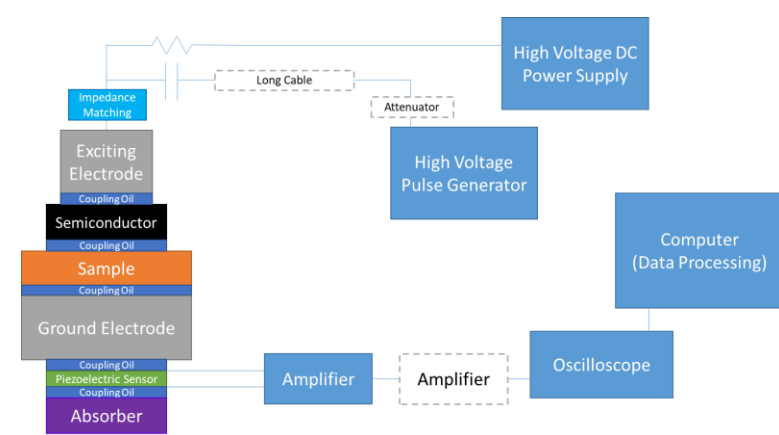 High Voltage DC
Power Supply
Long Cable
Attenuator
Impedance
Matching
High Voltage
Pulse Generator
Exciting
Electrode
Coupling Oil
Semiconductor
Coupling Oil
Sample
Coupling Oil
Ground Electrode
Coupling Oil
Piezoelectric Sensor
Coupling Oil
Absorber
Amplifier
Amplifier
Oscilloscope
Computer
(Data Processing)